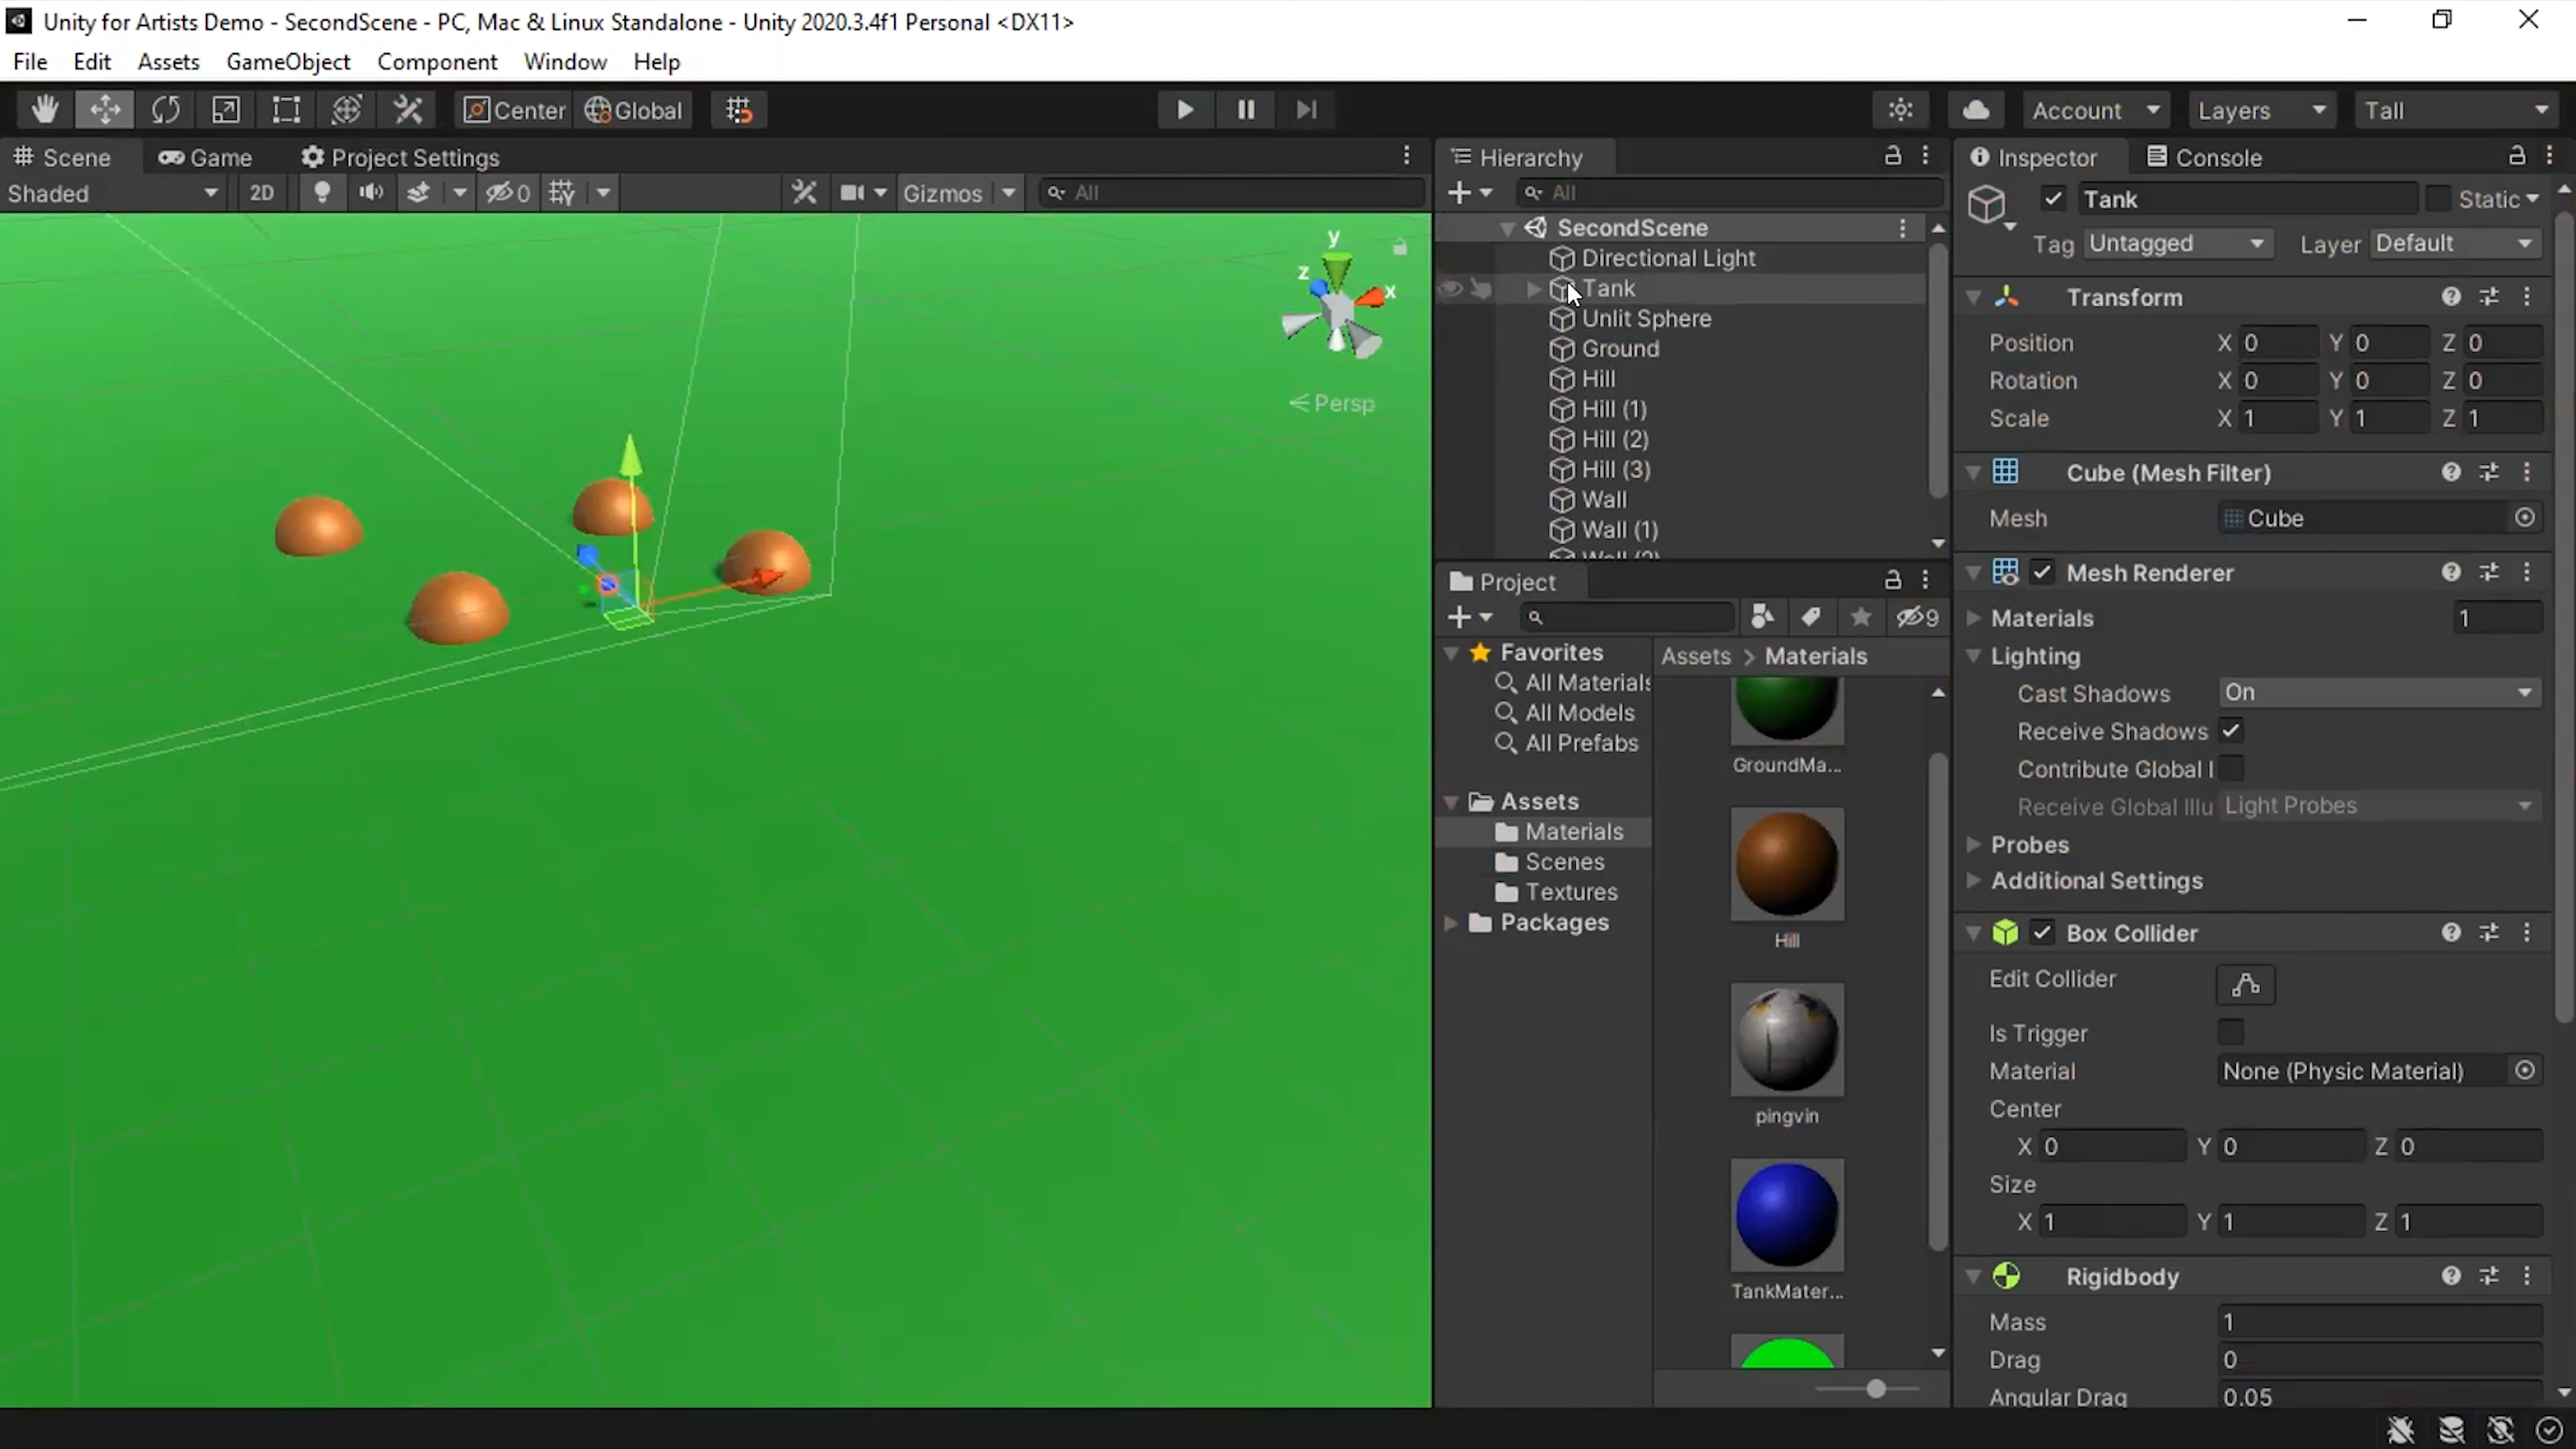 Unity for Artists Demo - SecondScene - PC, Mac & Linux Standalone - Unity 2020.3.4f1 Personal <DX11>
File Edit Assets GameObject Component Window Help
Center Global Account Layers Tall
Scene Game Project Settings
Shaded 2D 0 Gizmos All
y
z
x
Persp
Hierarchy
All
SecondScene
Directional Light
Tank
Unlit Sphere
Ground
Hill
Hill (1)
Hill (2)
Hill (3)
Wall
Wall (1)
Wall (2)
Project
9
Favorites
All Materials
All Models
All Prefabs
Assets
Materials
Scenes
Textures
Packages
Assets > Materials
GroundMa...
Hill
pingvin
TankMater...
Inspector Console
Tank Static
Tag Untagged Layer Default
Transform
Position X 0 Y 0 Z 0
Rotation X 0 Y 0 Z 0
Scale X 1 Y 1 Z 1
Cube (Mesh Filter)
Mesh Cube
Mesh Renderer
Materials 1
Lighting
Cast Shadows On
Receive Shadows
Contribute Global I
Receive Global Illu Light Probes
Probes
Additional Settings
Box Collider
Edit Collider
Is Trigger
Material None (Physic Material)
Center
X 0 Y 0 Z 0
Size
X 1 Y 1 Z 1
Rigidbody
Mass 1
Drag 0
Angular Drag 0.05